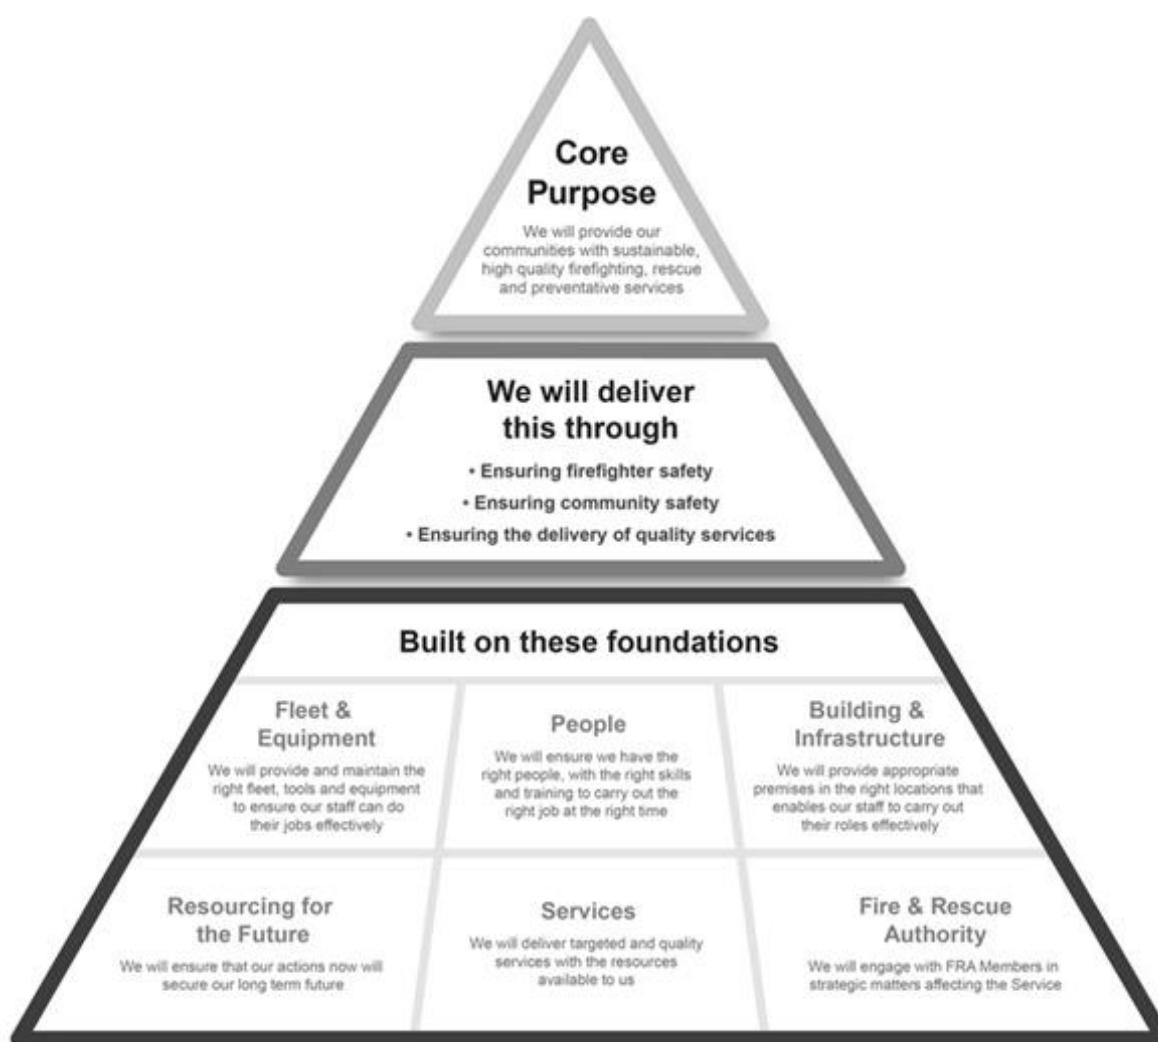 Core
Purpose
We will provide our
communities with sustainable,
high quality firefighting, rescue
and preventative services
We will deliver
this through
• Ensuring firefighter safety
• Ensuring community safety
• Ensuring the delivery of quality services
Built on these foundations
Fleet &
Equipment
We will provide and maintain the
right fleet, tools and equipment
to ensure our staff can do
their jobs effectively
People
We will ensure we have the
right people, with the right skills
and training to carry out the
right job at the right time
Building &
Infrastructure
We will provide appropriate
premises in the right locations that
enables our staff to carry out
their roles effectively
Resourcing for
the Future
We will ensure that our actions now will
secure our long term future
Services
We will deliver targeted and quality
services with the resources
available to us
Fire & Rescue
Authority
We will engage with FRA Members in
strategic matters affecting the Service